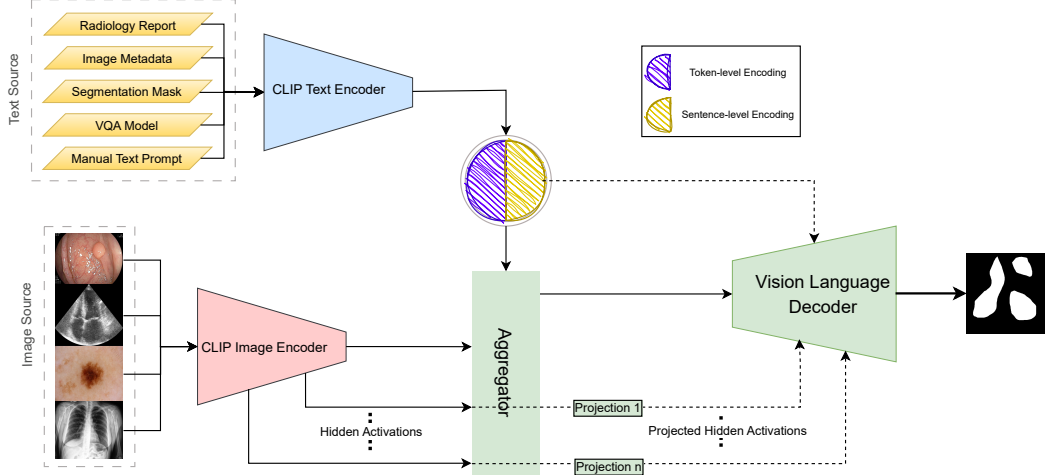 Text Source
Radiology Report
Image Metadata
Segmentation Mask
VQA Model
Manual Text Prompt
CLIP Text Encoder
Token-level Encoding
Sentence-level Encoding
Image Source
CLIP Image Encoder
Hidden Activations
Aggregator
Projection 1
Projected Hidden Activations
Projection n
Vision Language
Decoder